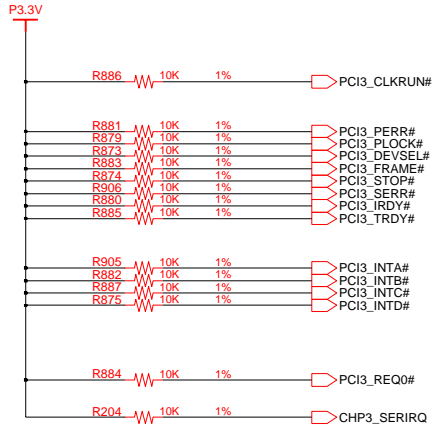 P3.3V
R886 10K 1% PCI3_CLKRUN#
R881 10K 1% PCI3_PERR#
R879 10K 1% PCI3_PLOCK#
R873 10K 1% PCI3_DEVSEL#
R883 10K 1% PCI3_FRAME#
R874 10K 1% PCI3_STOP#
R906 10K 1% PCI3_SERR#
R880 10K 1% PCI3_IRDY#
R885 10K 1% PCI3_TRDY#
R905 10K 1% PCI3_INTA#
R882 10K 1% PCI3_INTB#
R887 10K 1% PCI3_INTC#
R875 10K 1% PCI3_INTD#
R884 10K 1% PCI3_REQ0#
R204 10K 1% CHP3_SERIRQ